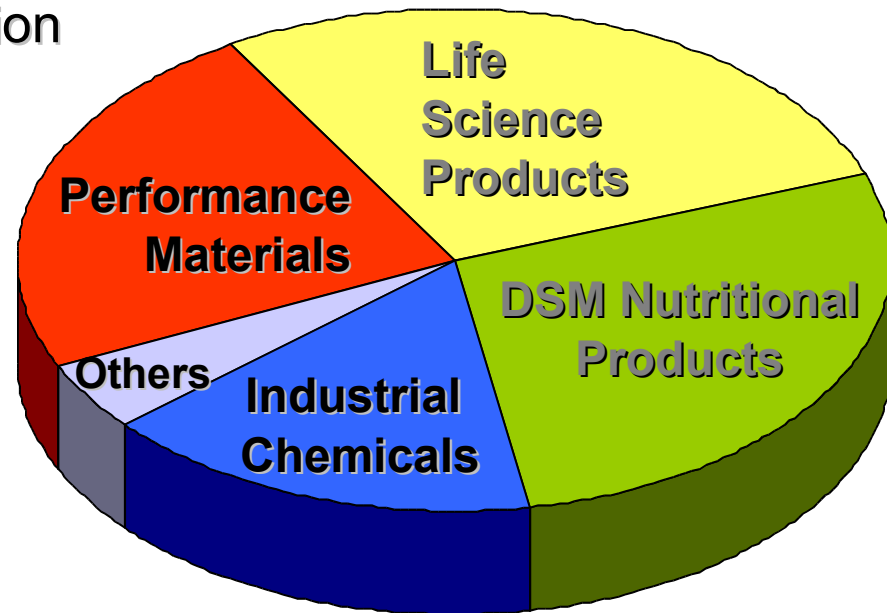 ion
Life
Science
Products
Performance
Materials
DSM Nutritional
Products
Others
Industrial
Chemicals